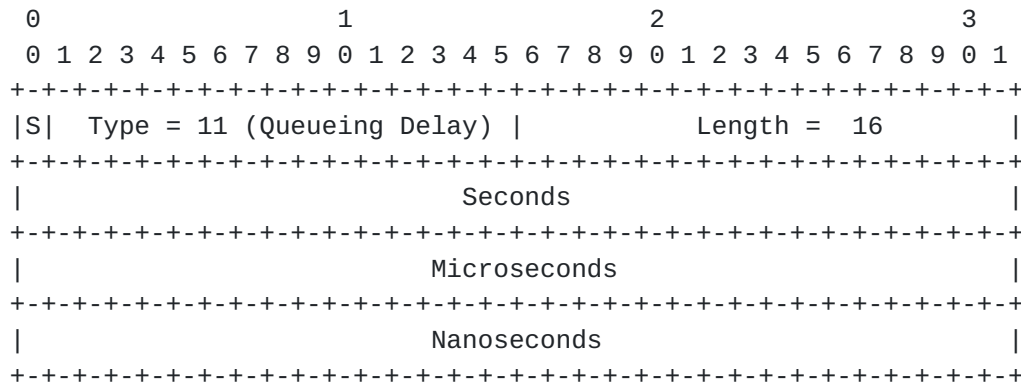 0                   1                   2                   3
 0 1 2 3 4 5 6 7 8 9 0 1 2 3 4 5 6 7 8 9 0 1 2 3 4 5 6 7 8 9 0 1
+-+-+-+-+-+-+-+-+-+-+-+-+-+-+-+-+-+-+-+-+-+-+-+-+-+-+-+-+-+-+-+-+
|S|  Type = 11 (Queueing Delay) |           Length =  16        |
+-+-+-+-+-+-+-+-+-+-+-+-+-+-+-+-+-+-+-+-+-+-+-+-+-+-+-+-+-+-+-+-+
|                            Seconds                            |
+-+-+-+-+-+-+-+-+-+-+-+-+-+-+-+-+-+-+-+-+-+-+-+-+-+-+-+-+-+-+-+-+
|                          Microseconds                         |
+-+-+-+-+-+-+-+-+-+-+-+-+-+-+-+-+-+-+-+-+-+-+-+-+-+-+-+-+-+-+-+-+
|                          Nanoseconds                          |
+-+-+-+-+-+-+-+-+-+-+-+-+-+-+-+-+-+-+-+-+-+-+-+-+-+-+-+-+-+-+-+-+